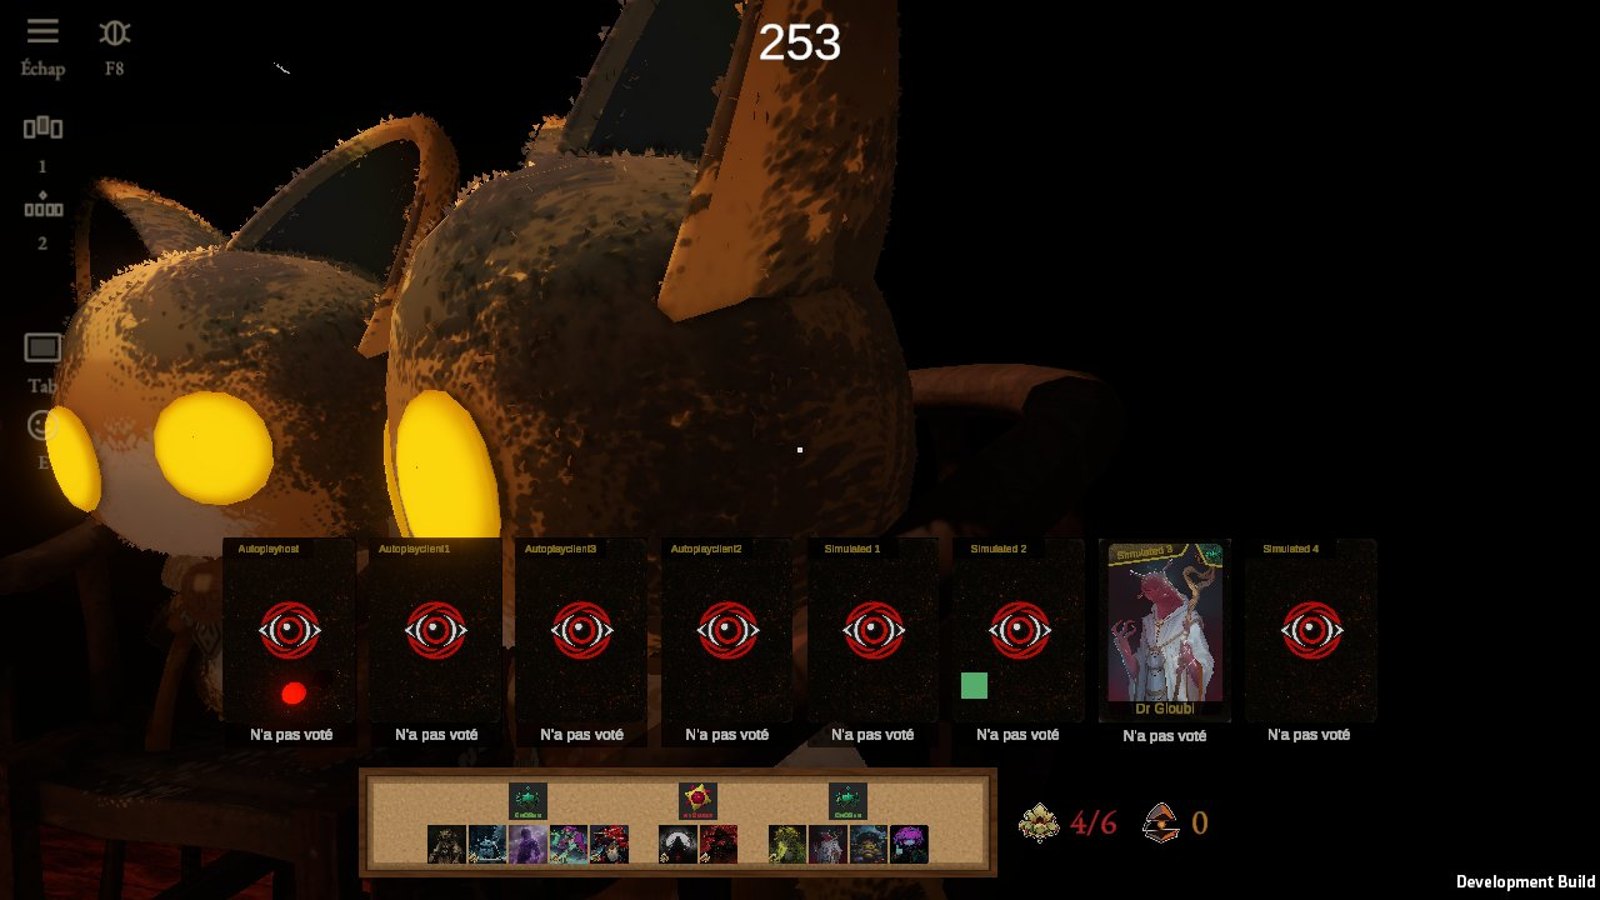 253
Échap
F8
1
2
Tab
E
Autoplayhost
Autoplayclient1
Autoplayclient3
Autoplayclient2
Simulated 1
Simulated 2
Simulated 3
Simulated 4
Dr Gloubi
N'a pas voté
N'a pas voté
N'a pas voté
N'a pas voté
N'a pas voté
N'a pas voté
N'a pas voté
N'a pas voté
4/6
0
Development Build